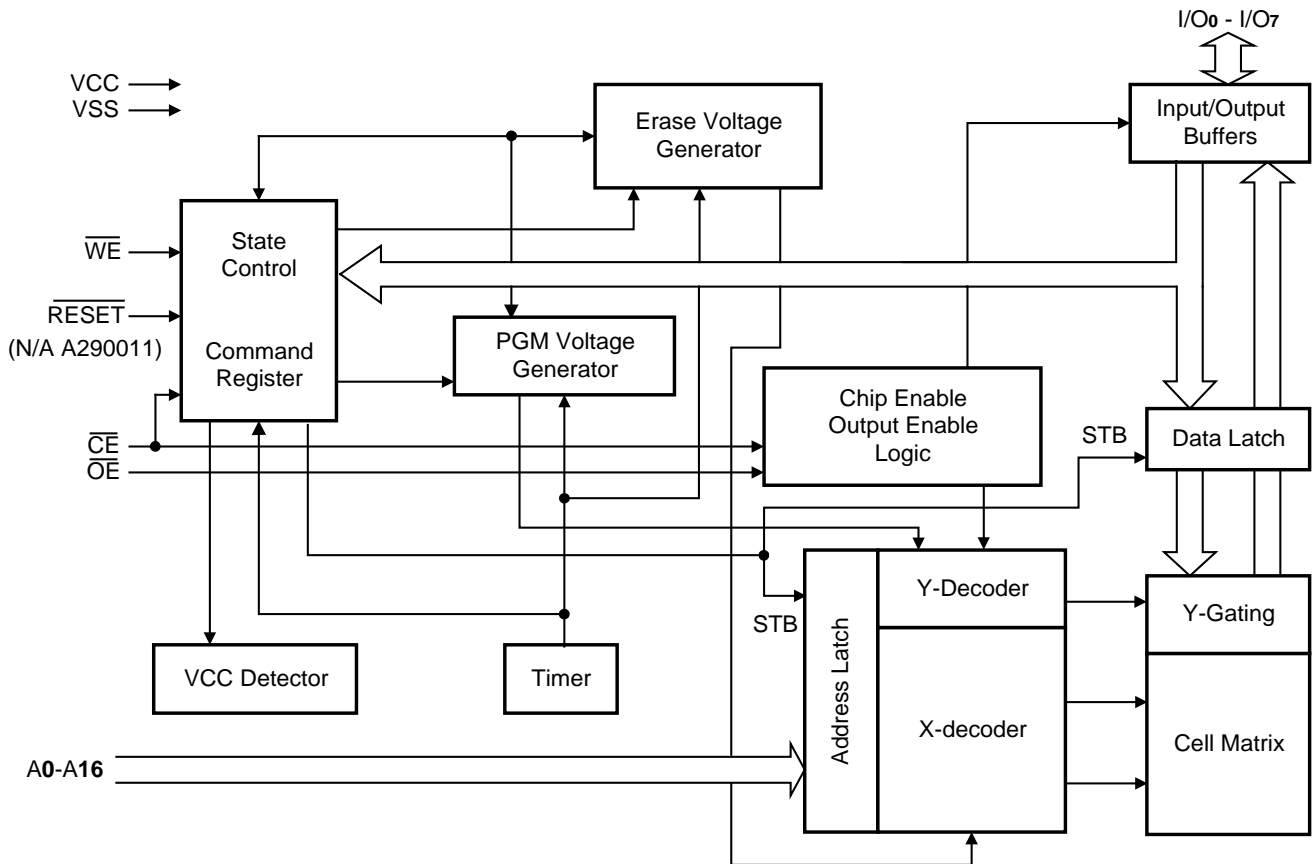 I/O0 - I/O7
VCC
VSS
Erase Voltage
Generator
Input/Output
Buffers
State
Control
WE
RESET
(N/A A290011)
Command
Register
PGM Voltage
Generator
Chip Enable
Output Enable
Logic
CE
OE
STB
Data Latch
Y-Decoder
STB
Y-Gating
VCC Detector
Timer
Address Latch
X-decoder
Cell Matrix
A0-A16